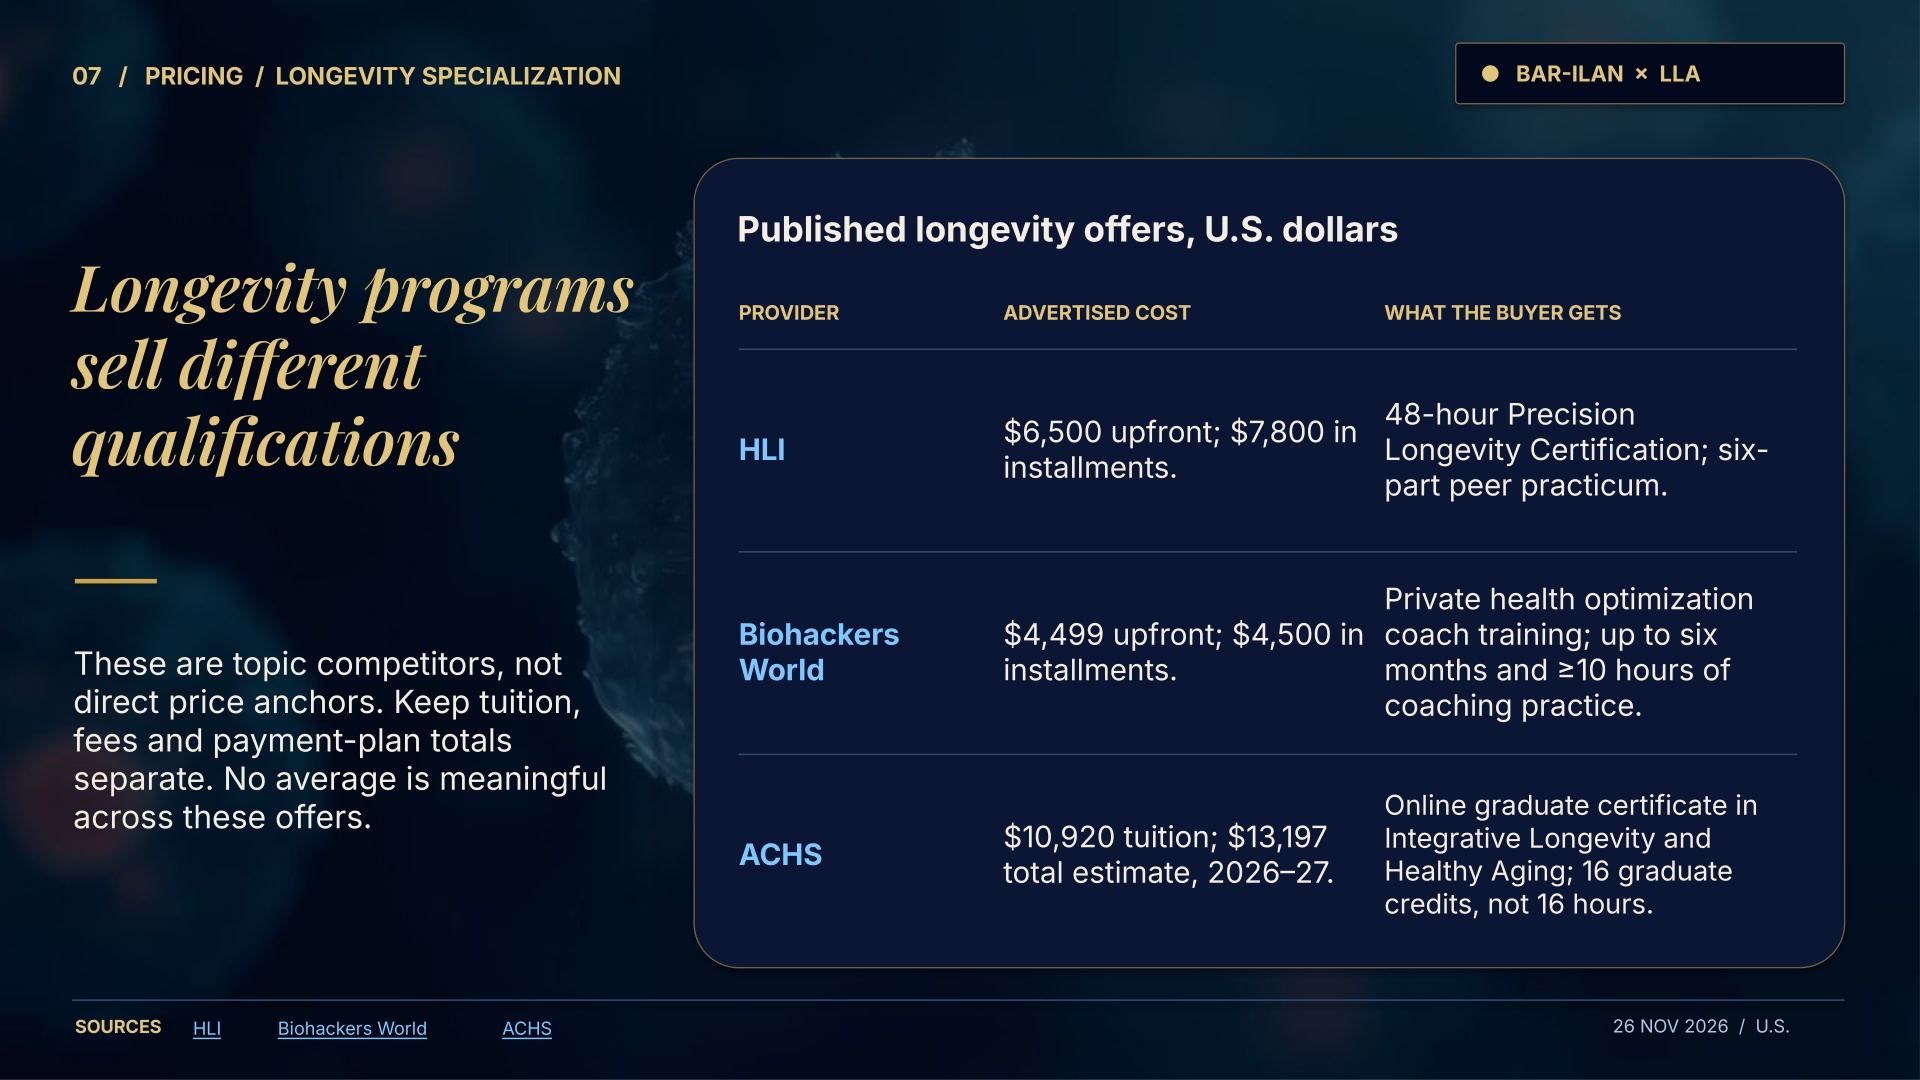 07 / PRICING / LONGEVITY SPECIALIZATION
BAR-ILAN × LLA
Longevity programs
sell different
qualifications
These are topic competitors, not
direct price anchors. Keep tuition,
fees and payment-plan totals
separate. No average is meaningful
across these offers.
Published longevity offers, U.S. dollars
PROVIDER
ADVERTISED COST
WHAT THE BUYER GETS
HLI
$6,500 upfront; $7,800 in
installments.
48-hour Precision
Longevity Certification; six-
part peer practicum.
Biohackers
World
$4,499 upfront; $4,500 in
installments.
Private health optimization
coach training; up to six
months and ≥10 hours of
coaching practice.
ACHS
$10,920 tuition; $13,197
total estimate, 2026–27.
Online graduate certificate in
Integrative Longevity and
Healthy Aging; 16 graduate
credits, not 16 hours.
SOURCES HLI Biohackers World ACHS
26 NOV 2026 / U.S.